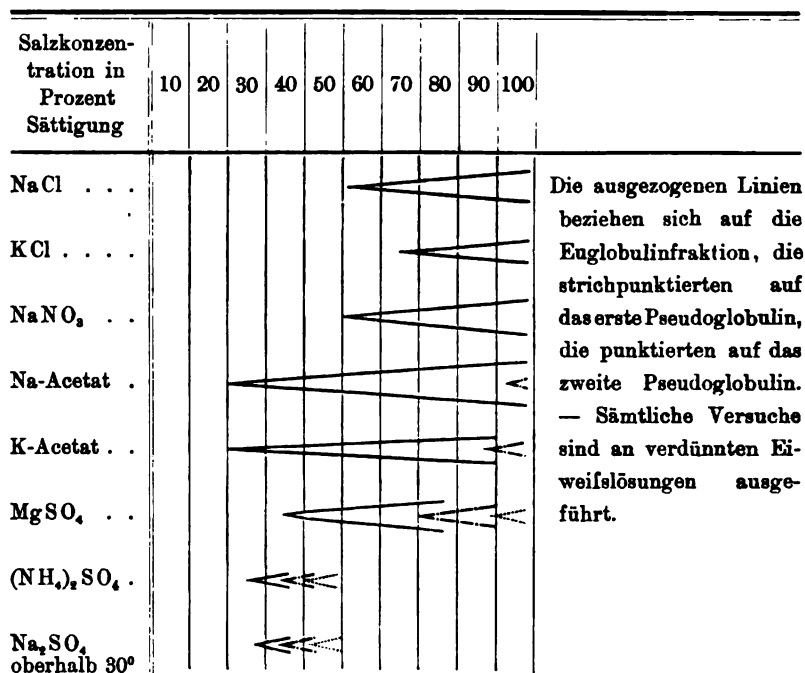 Salzkonzen-
tration in
Prozent
Sättigung
10 20 30 40 50 60 70 80 90 100
NaCl . . .
KCl . . . .
NaNO₃ . .
Na-Acetat .
K-Acetat . .
MgSO₄ . .
(NH₄)₂SO₄ .
Na₂SO₄
oberhalb 30⁰
Die ausgezogenen Linien
beziehen sich auf die
Euglobulinfraktion, die
strichpunktierten auf
das erste Pseudoglobulin,
die punktierten auf das
zweite Pseudoglobulin.
— Sämtliche Versuche
sind an verdünnten Ei-
weiſslösungen ausge-
führt.